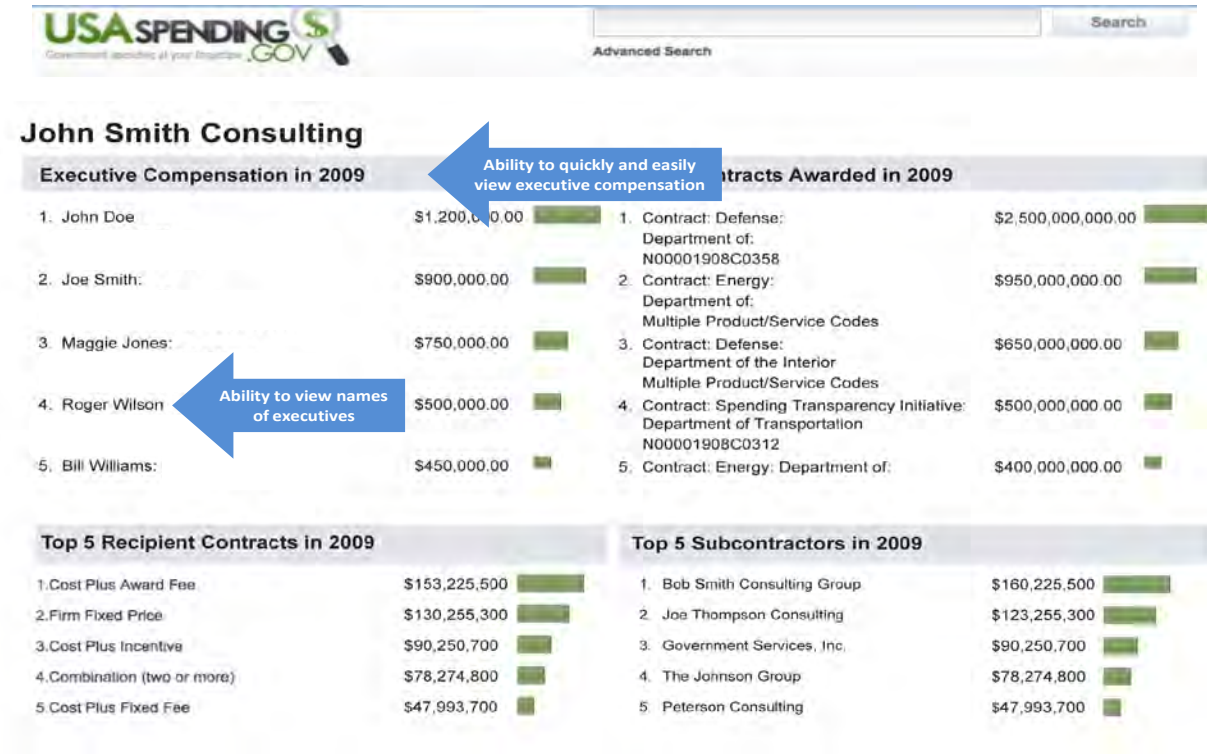 USASPENDING
.GOV
Government spending at your fingertips
Search
Advanced Search
John Smith Consulting
Executive Compensation in 2009
Ability to quickly and easily
view executive compensation
1. John Doe $1,200,000.00
2. Joe Smith: $900,000.00
3. Maggie Jones: $750,000.00
4. Roger Wilson $500,000.00
Ability to view names
of executives
5. Bill Williams: $450,000.00
ntracts Awarded in 2009
1. Contract: Defense: $2,500,000,000.00
Department of:
N00001908C0358
2. Contract: Energy: $950,000,000.00
Department of:
Multiple Product/Service Codes
3. Contract: Defense: $650,000,000.00
Department of the Interior
Multiple Product/Service Codes
4. Contract: Spending Transparency Initiative: $500,000,000.00
Department of Transportation
N00001908C0312
5. Contract: Energy: Department of: $400,000,000.00
Top 5 Recipient Contracts in 2009
1.Cost Plus Award Fee $153,225,500
2.Firm Fixed Price $130,255,300
3.Cost Plus Incentive $90,250,700
4.Combination (two or more) $78,274,800
5.Cost Plus Fixed Fee $47,993,700
Top 5 Subcontractors in 2009
1. Bob Smith Consulting Group $160,225,500
2. Joe Thompson Consulting $123,255,300
3. Government Services, Inc. $90,250,700
4. The Johnson Group $78,274,800
5. Peterson Consulting $47,993,700